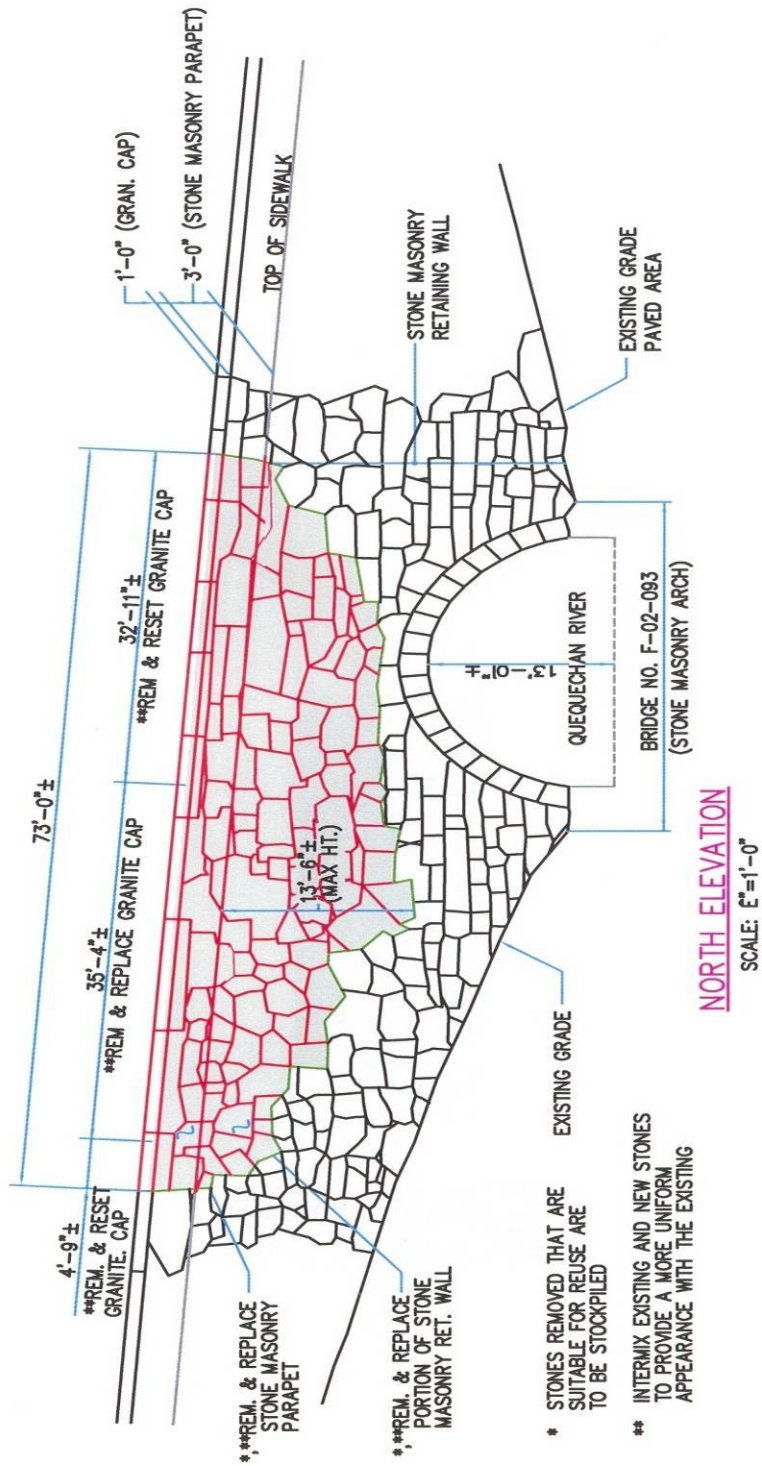 73'-0"±
4'-9"±
**REM. & RESET
GRANITE. CAP
35'-4"±
**REM & REPLACE GRANITE CAP
32'-11"±
**REM & RESET GRANITE CAP
1'-0" (GRAN. CAP)
3'-0" (STONE MASONRY PARAPET)
TOP OF SIDEWALK
13'-6"±
(MAX HT.)
*,**REM. & REPLACE
STONE MASONRY
PARAPET
*,**REM. & REPLACE
PORTION OF STONE
MASONRY RET. WALL
STONE MASONRY
RETAINING WALL
13'-0"±
QUEQUECHAN RIVER
EXISTING GRADE
PAVED AREA
BRIDGE NO. F-02-093
(STONE MASONRY ARCH)
EXISTING GRADE
* STONES REMOVED THAT ARE
SUITABLE FOR REUSE ARE
TO BE STOCKPILED
** INTERMIX EXISTING AND NEW STONES
TO PROVIDE A MORE UNIFORM
APPEARANCE WITH THE EXISTING
NORTH ELEVATION
SCALE: £"=1'-0"